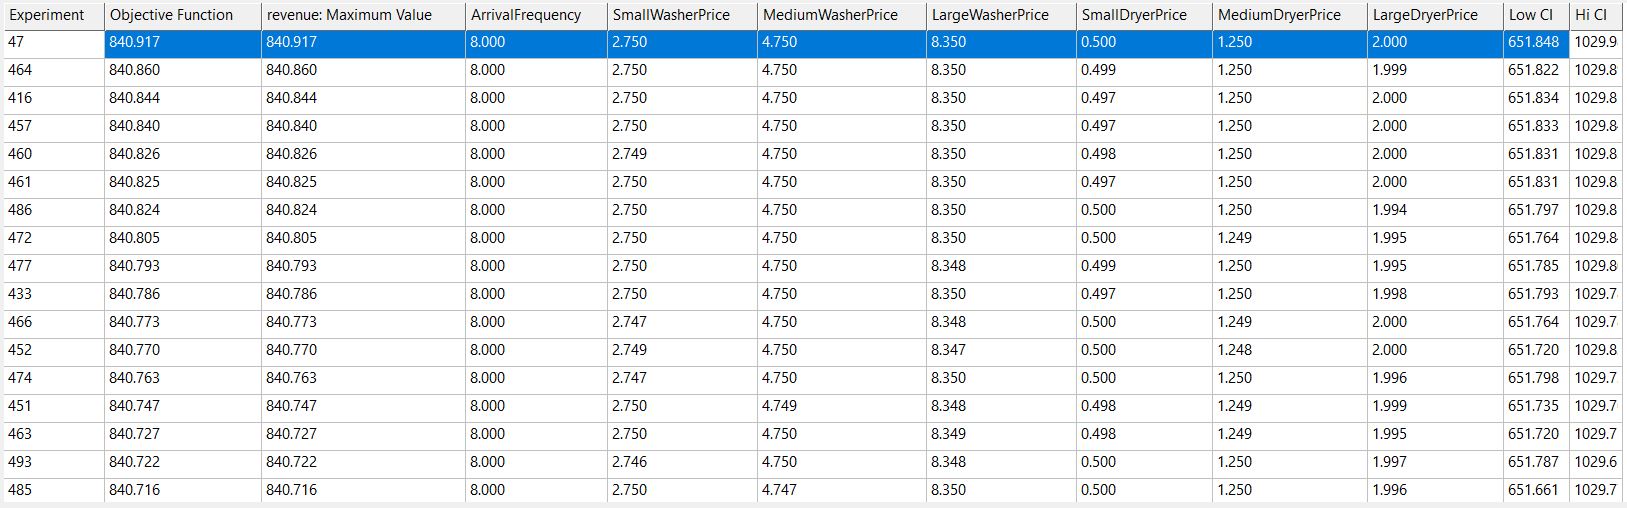 Experiment Objective Function revenue: Maximum Value ArrivalFrequency SmallWasherPrice MediumWasherPrice LargeWasherPrice SmallDryerPrice MediumDryerPrice LargeDryerPrice Low CI Hi CI
47 840.917 840.917 8.000 2.750 4.750 8.350 0.500 1.250 2.000 651.848 1029.9
464 840.860 840.860 8.000 2.750 4.750 8.350 0.499 1.250 1.999 651.822 1029.8
416 840.844 840.844 8.000 2.750 4.750 8.350 0.497 1.250 2.000 651.834 1029.8
457 840.840 840.840 8.000 2.750 4.750 8.350 0.497 1.250 2.000 651.833 1029.8
460 840.826 840.826 8.000 2.749 4.750 8.350 0.498 1.250 2.000 651.831 1029.8
461 840.825 840.825 8.000 2.750 4.750 8.350 0.497 1.250 2.000 651.831 1029.8
486 840.824 840.824 8.000 2.750 4.750 8.350 0.500 1.250 1.994 651.797 1029.8
472 840.805 840.805 8.000 2.750 4.750 8.350 0.500 1.249 1.995 651.764 1029.8
477 840.793 840.793 8.000 2.750 4.750 8.348 0.499 1.250 1.995 651.785 1029.8
433 840.786 840.786 8.000 2.750 4.750 8.350 0.497 1.250 1.998 651.793 1029.7
466 840.773 840.773 8.000 2.747 4.750 8.348 0.500 1.249 2.000 651.764 1029.7
452 840.770 840.770 8.000 2.749 4.750 8.347 0.500 1.248 2.000 651.720 1029.8
474 840.763 840.763 8.000 2.747 4.750 8.350 0.500 1.250 1.996 651.798 1029.7
451 840.747 840.747 8.000 2.750 4.749 8.348 0.498 1.249 1.999 651.735 1029.7
463 840.727 840.727 8.000 2.750 4.750 8.349 0.498 1.249 1.995 651.720 1029.7
493 840.722 840.722 8.000 2.746 4.750 8.348 0.500 1.250 1.997 651.787 1029.6
485 840.716 840.716 8.000 2.750 4.747 8.350 0.500 1.250 1.996 651.661 1029.7